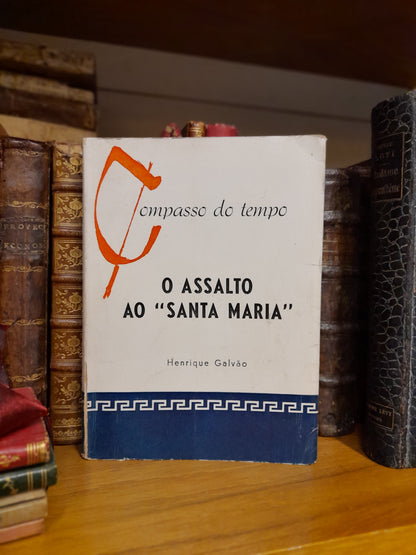 Compasso do tempo
O ASSALTO
AO “SANTA MARIA”
Henrique Galvão